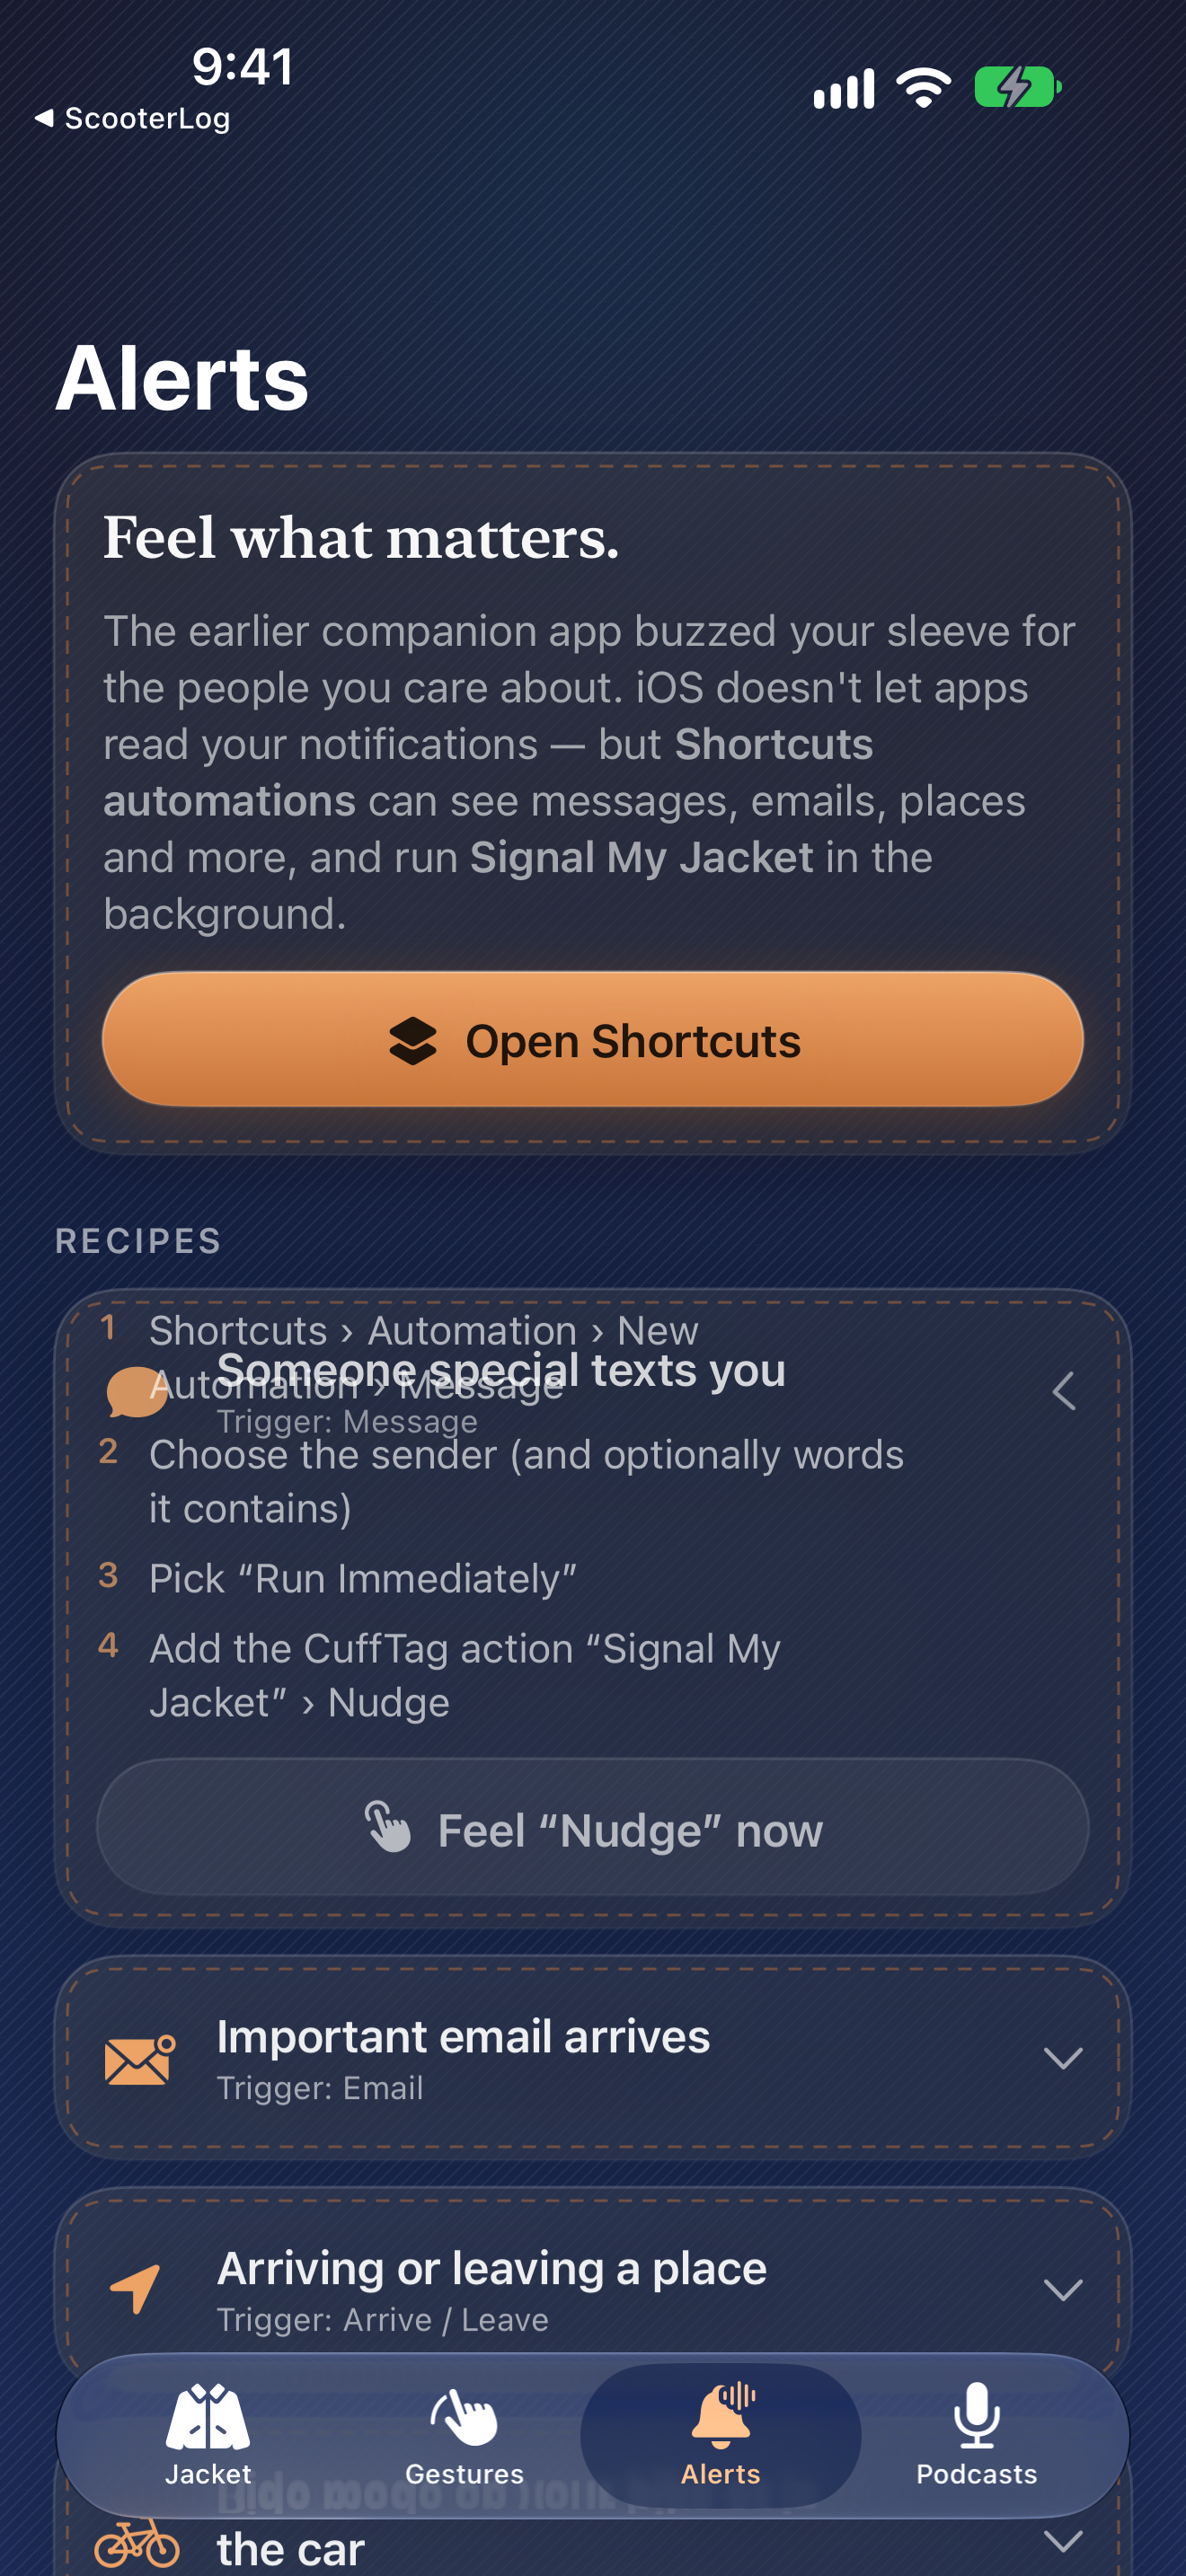 9:41
ScooterLog
Alerts
Feel what matters.
The earlier companion app buzzed your sleeve for
the people you care about. iOS doesn't let apps
read your notifications — but Shortcuts
automations can see messages, emails, places
and more, and run Signal My Jacket in the
background.
Open Shortcuts
RECIPES
1 Shortcuts › Automation › New
Automation › Message
Someone special texts you
Trigger: Message
2 Choose the sender (and optionally words
it contains)
3 Pick “Run Immediately”
4 Add the CuffTag action “Signal My
Jacket” › Nudge
Feel “Nudge” now
Important email arrives
Trigger: Email
Arriving or leaving a place
Trigger: Arrive / Leave
Jacket
Gestures
Alerts
Podcasts
the car